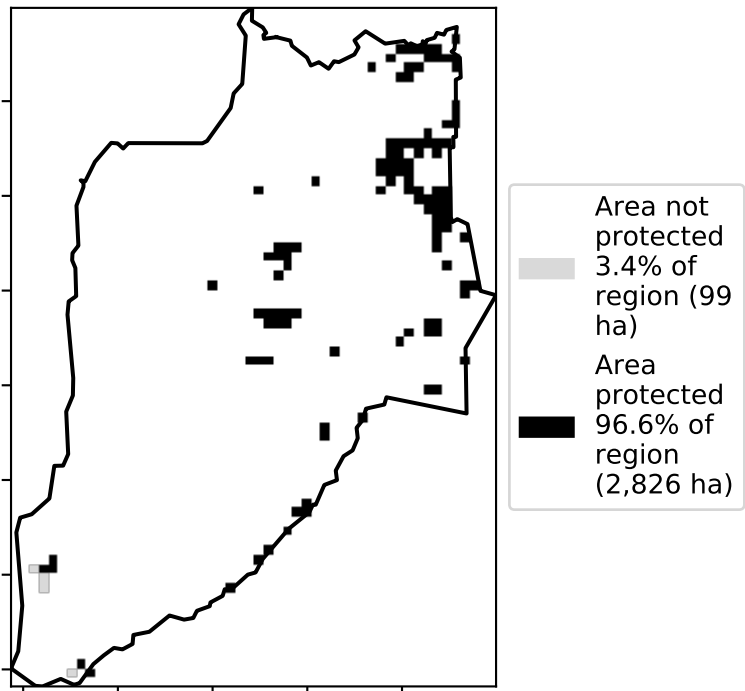 Area not
protected
3.4% of
region (99
ha)
Area
protected
96.6% of
region
(2,826 ha)